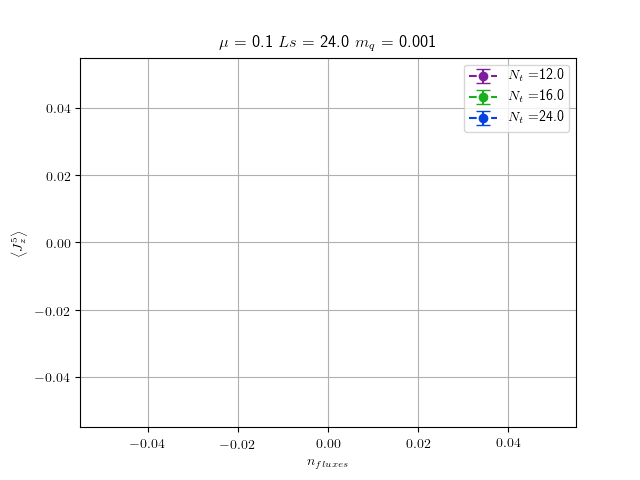 μ = 0.1 Ls = 24.0 m_q = 0.001
N_t =12.0
N_t =16.0
N_t =24.0
0.04
0.02
0.00
−0.02
−0.04
⟨J_z^5⟩
−0.04
−0.02
0.00
0.02
0.04
n_fluxes